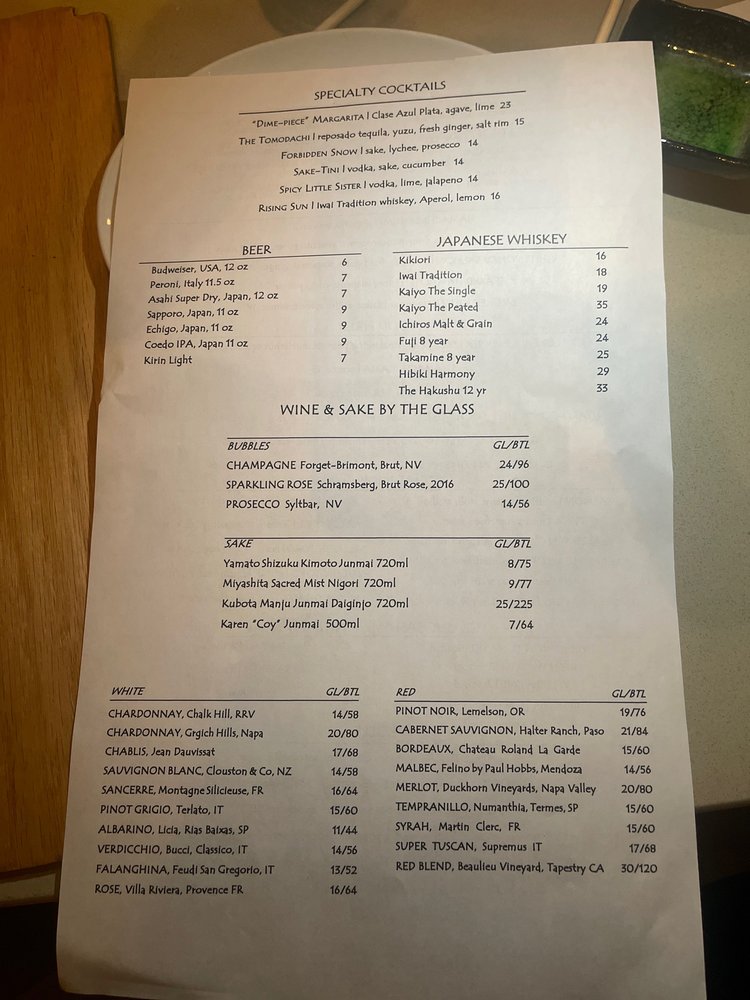 SPECIALTY COCKTAILS
"DIME-PIECE" MARGARITA | Clase Azul Plata, agave, lime 23
THE TOMODACHI | reposado tequila, yuzu, fresh ginger, salt rim 15
FORBIDDEN SNOW | sake, lychee, prosecco 14
SAKE-TINI | vodka, sake, cucumber 14
SPICY LITTLE SISTER | vodka, lime, jalapeno 14
RISING SUN | Iwai Tradition whiskey, Aperol, lemon 16
BEER
Budweiser, USA, 12 oz 6
Peroni, Italy 11.5 oz 7
Asahi Super Dry, Japan, 12 oz 7
Sapporo, Japan, 11 oz 9
Echigo, Japan, 11 oz 9
Coedo IPA, Japan 11 oz 9
Kirin Light 7
JAPANESE WHISKEY
Kikiori 16
Iwai Tradition 18
Kaiyo The Single 19
Kaiyo The Peated 35
Ichiros Malt & Grain 24
Fuji 8 year 24
Takamine 8 year 25
Hibiki Harmony 29
The Hakushu 12 yr 33
WINE & SAKE BY THE GLASS
BUBBLES GL/BTL
CHAMPAGNE Forget-Brimont, Brut, NV 24/96
SPARKLING ROSE Schramsberg, Brut Rose, 2016 25/100
PROSECCO Syltbar, NV 14/56
SAKE GL/BTL
Yamato Shizuku Kimoto Junmai 720ml 8/75
Miyashita Sacred Mist Nigori 720ml 9/77
Kubota Manju Junmai Daiginjo 720ml 25/225
Karen "Coy" Junmai 500ml 7/64
WHITE GL/BTL
CHARDONNAY, Chalk Hill, RRV 14/58
CHARDONNAY, Grgich Hills, Napa 20/80
CHABLIS, Jean Dauvissat 17/68
SAUVIGNON BLANC, Clouston & Co, NZ 14/58
SANCERRE, Montagne Silicieuse, FR 16/64
PINOT GRIGIO, Terlato, IT 15/60
ALBARINO, Licia, Rias Baixas, SP 11/44
VERDICCHIO, Bucci, Classico, IT 14/56
FALANGHINA, Feudi San Gregorio, IT 13/52
ROSE, Villa Riviera, Provence FR 16/64
RED GL/BTL
PINOT NOIR, Lemelson, OR 19/76
CABERNET SAUVIGNON, Halter Ranch, Paso 21/84
BORDEAUX, Chateau Roland La Garde 15/60
MALBEC, Felino by Paul Hobbs, Mendoza 14/56
MERLOT, Duckhorn Vineyards, Napa Valley 20/80
TEMPRANILLO, Numanthia, Termes, SP 15/60
SYRAH, Martin Clerc, FR 15/60
SUPER TUSCAN, Supremus IT 17/68
RED BLEND, Beaulieu Vineyard, Tapestry CA 30/120